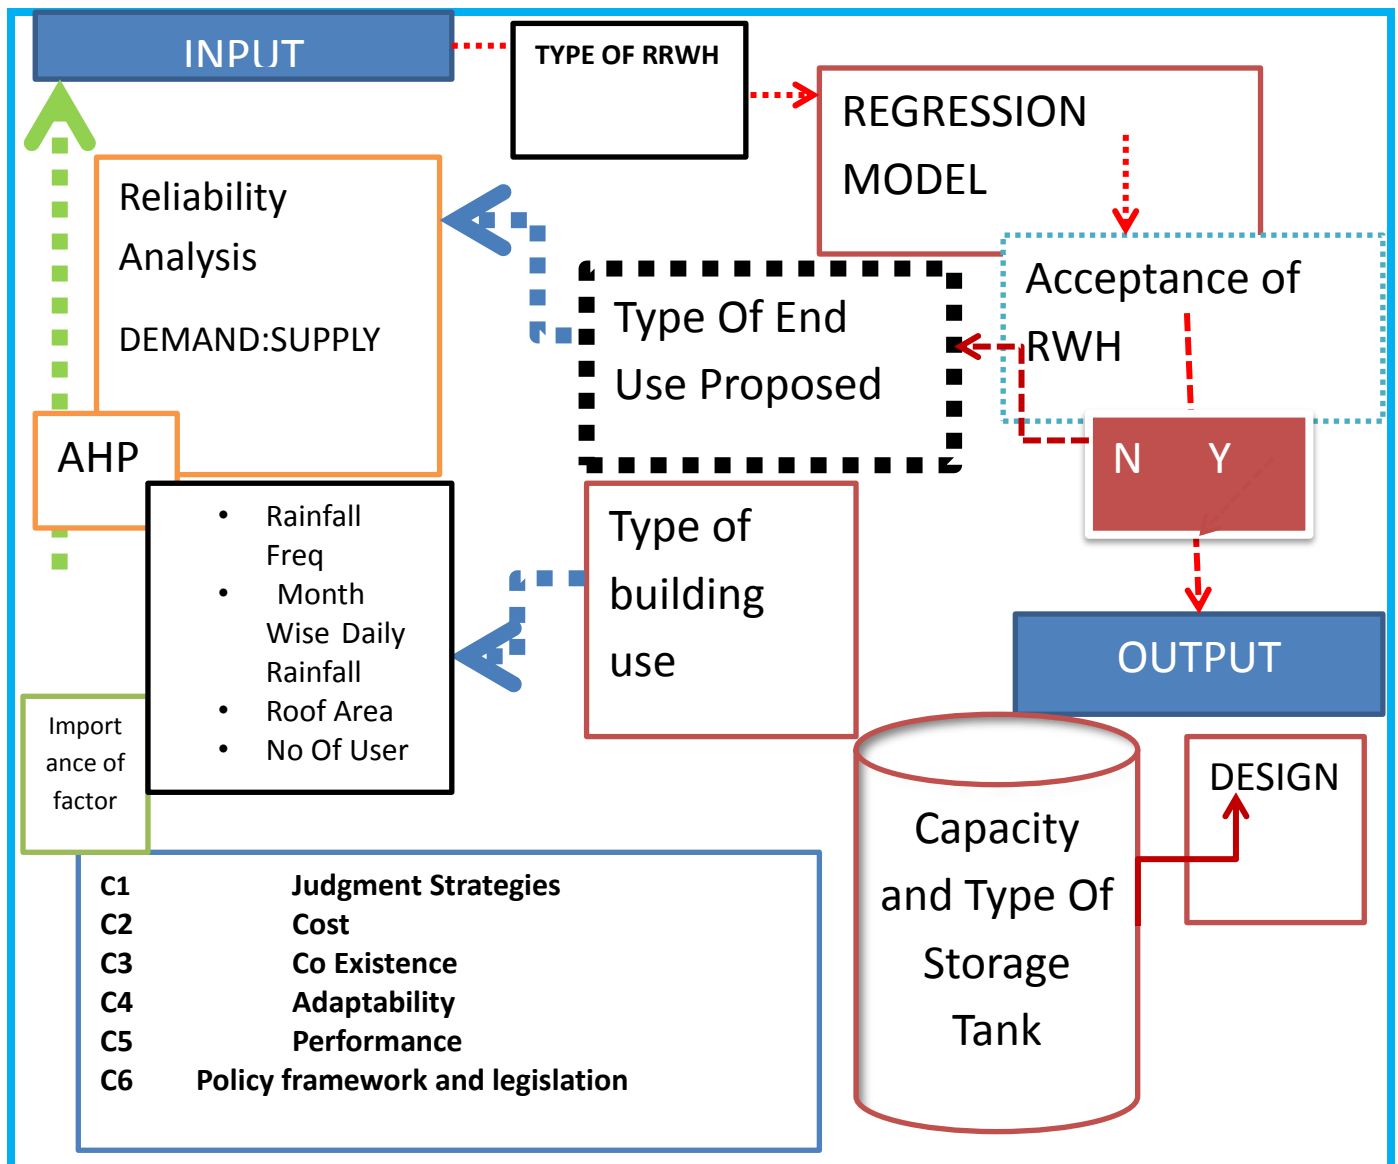 INPUT
TYPE OF RRWH
REGRESSION
MODEL
Reliability
Analysis
DEMAND:SUPPLY
AHP
Type Of End
Use Proposed
Acceptance of
RWH
N Y
• Rainfall
Freq
• Month
Wise Daily
Rainfall
• Roof Area
• No Of User
Type of
building
use
OUTPUT
Import
ance of
factor
DESIGN
Capacity
and Type Of
Storage
Tank
C1 Judgment Strategies
C2 Cost
C3 Co Existence
C4 Adaptability
C5 Performance
C6 Policy framework and legislation